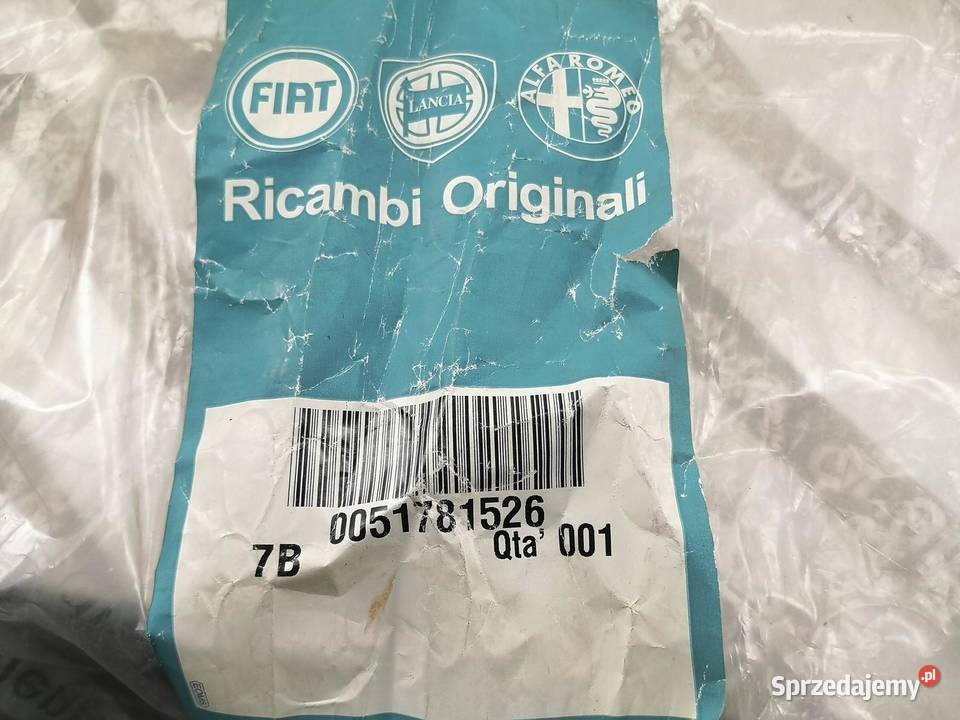 FIAT
LANCIA
ALFA ROMEO
Ricambi Originali
0051781526
7B
Qta' 001
Sprzedajemy.pl